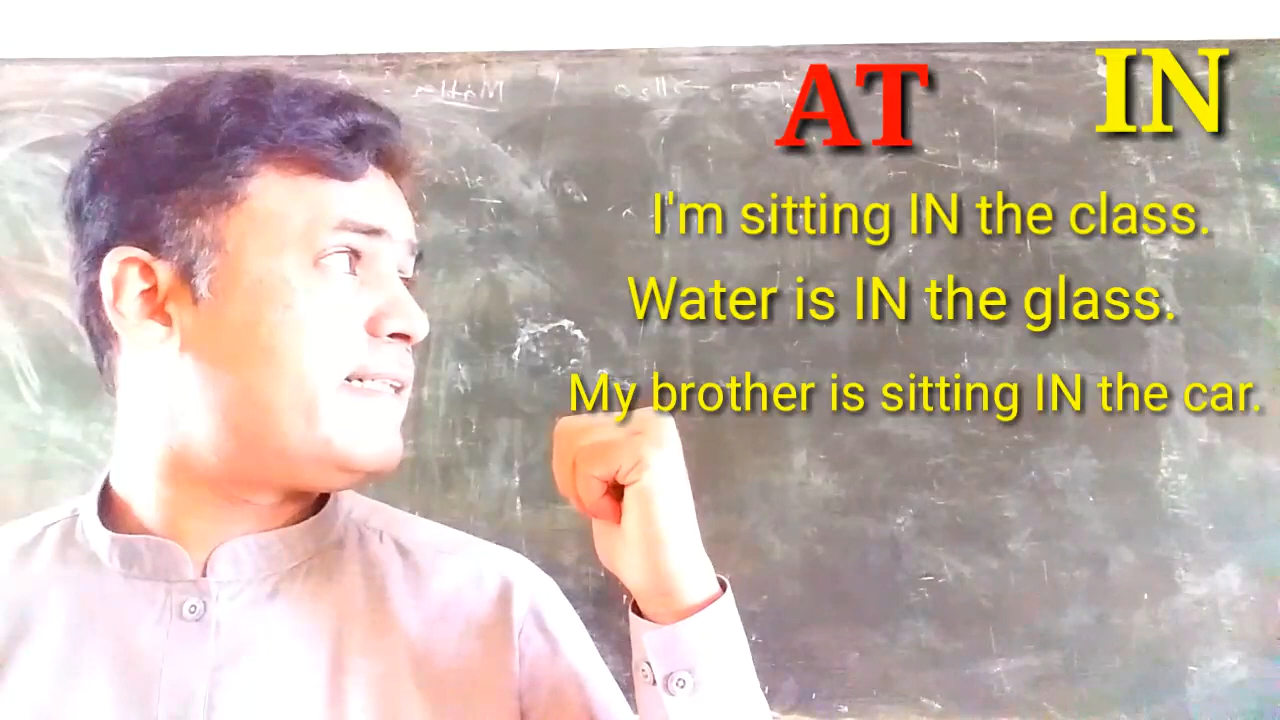 AT IN
I'm sitting IN the class.
Water is IN the glass.
My brother is sitting IN the car.